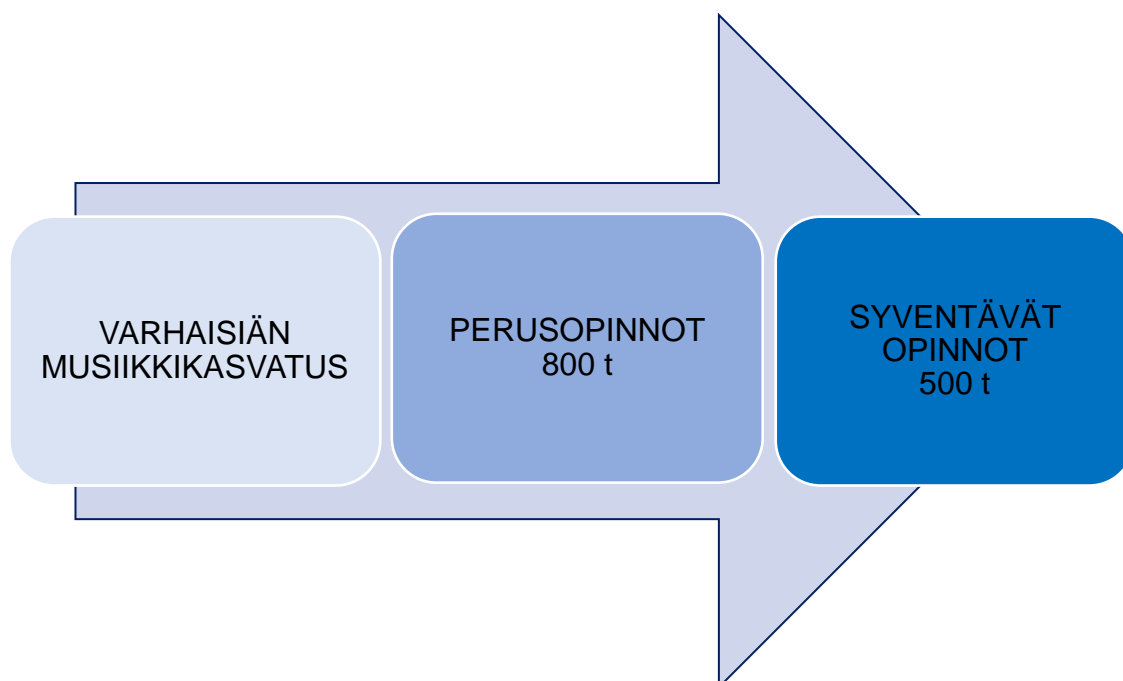 VARHAISIÄN
MUSIIKKIKASVATUS
PERUSOPINNOT
800 t
SYVENTÄVÄT
OPINNOT
500 t